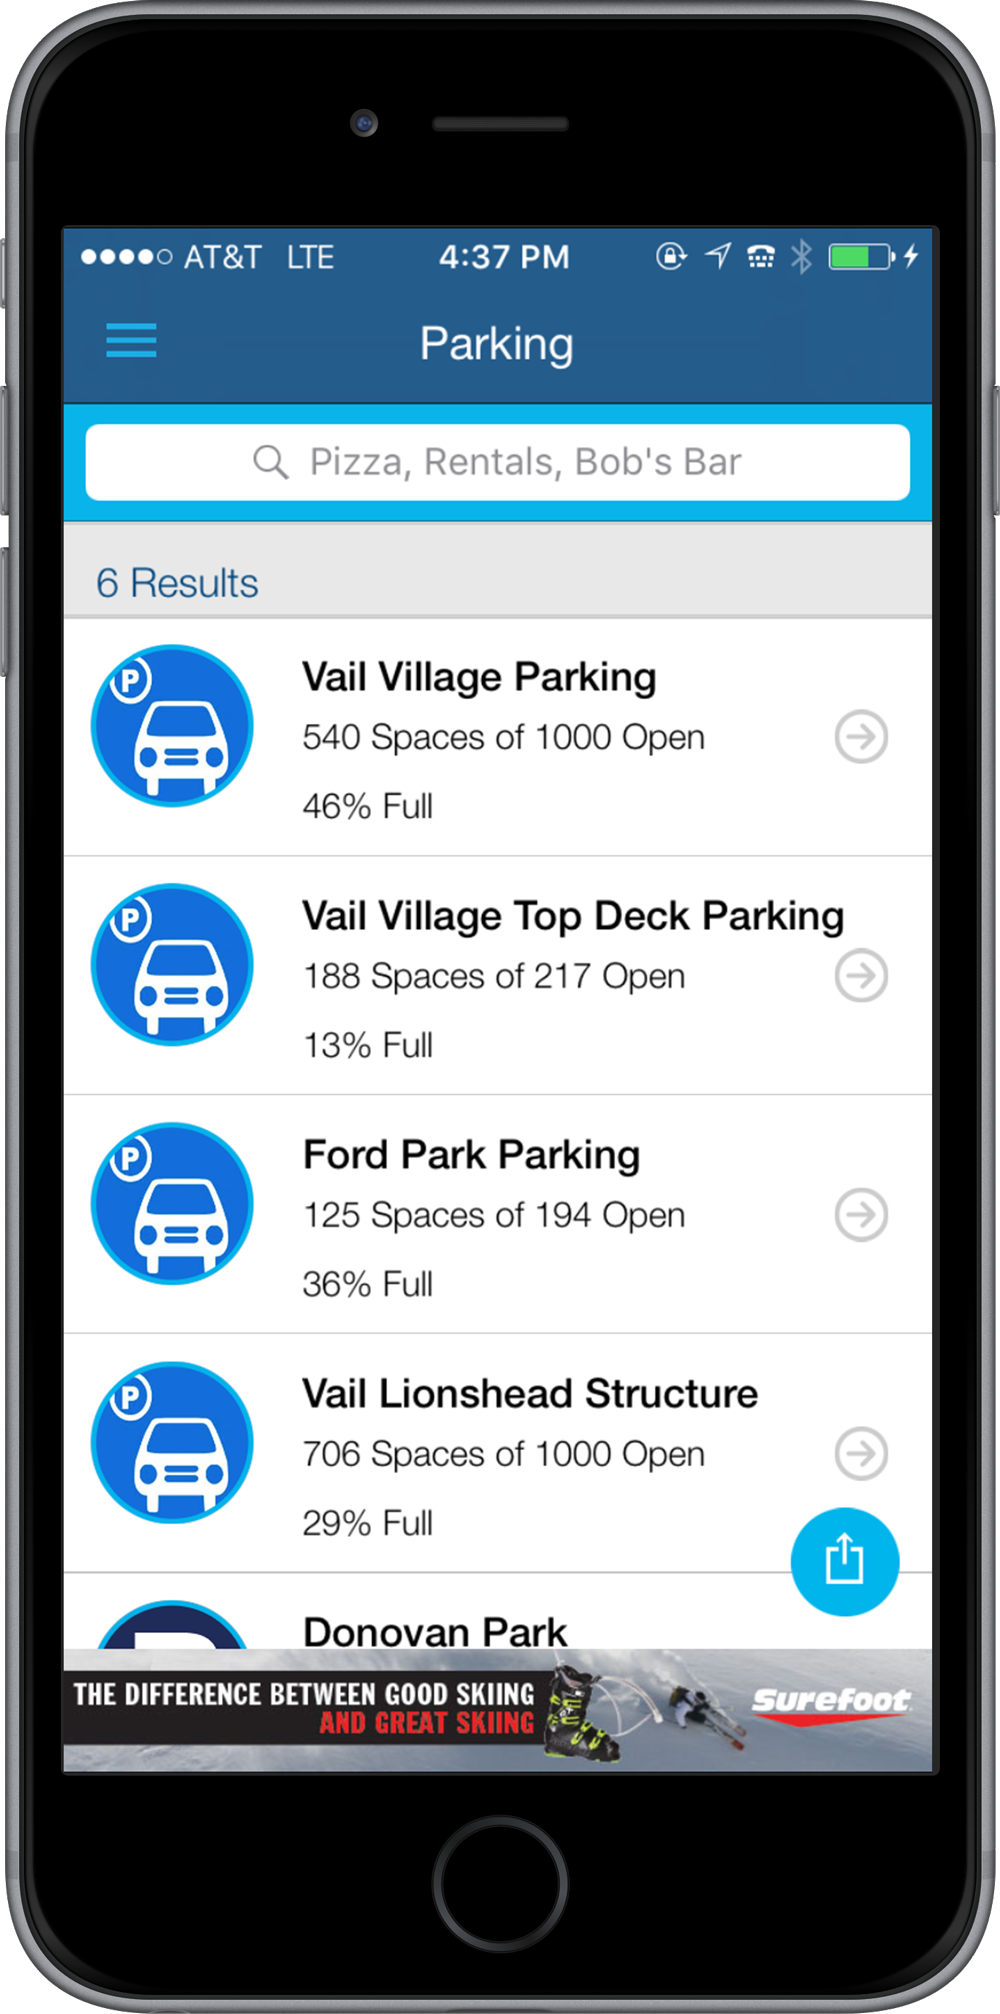 AT&T LTE 4:37 PM
Parking
Pizza, Rentals, Bob's Bar
6 Results
P
Vail Village Parking
540 Spaces of 1000 Open
46% Full
P
Vail Village Top Deck Parking
188 Spaces of 217 Open
13% Full
P
Ford Park Parking
125 Spaces of 194 Open
36% Full
P
Vail Lionshead Structure
706 Spaces of 1000 Open
29% Full
Donovan Park
THE DIFFERENCE BETWEEN GOOD SKIING
AND GREAT SKIING
Surefoot